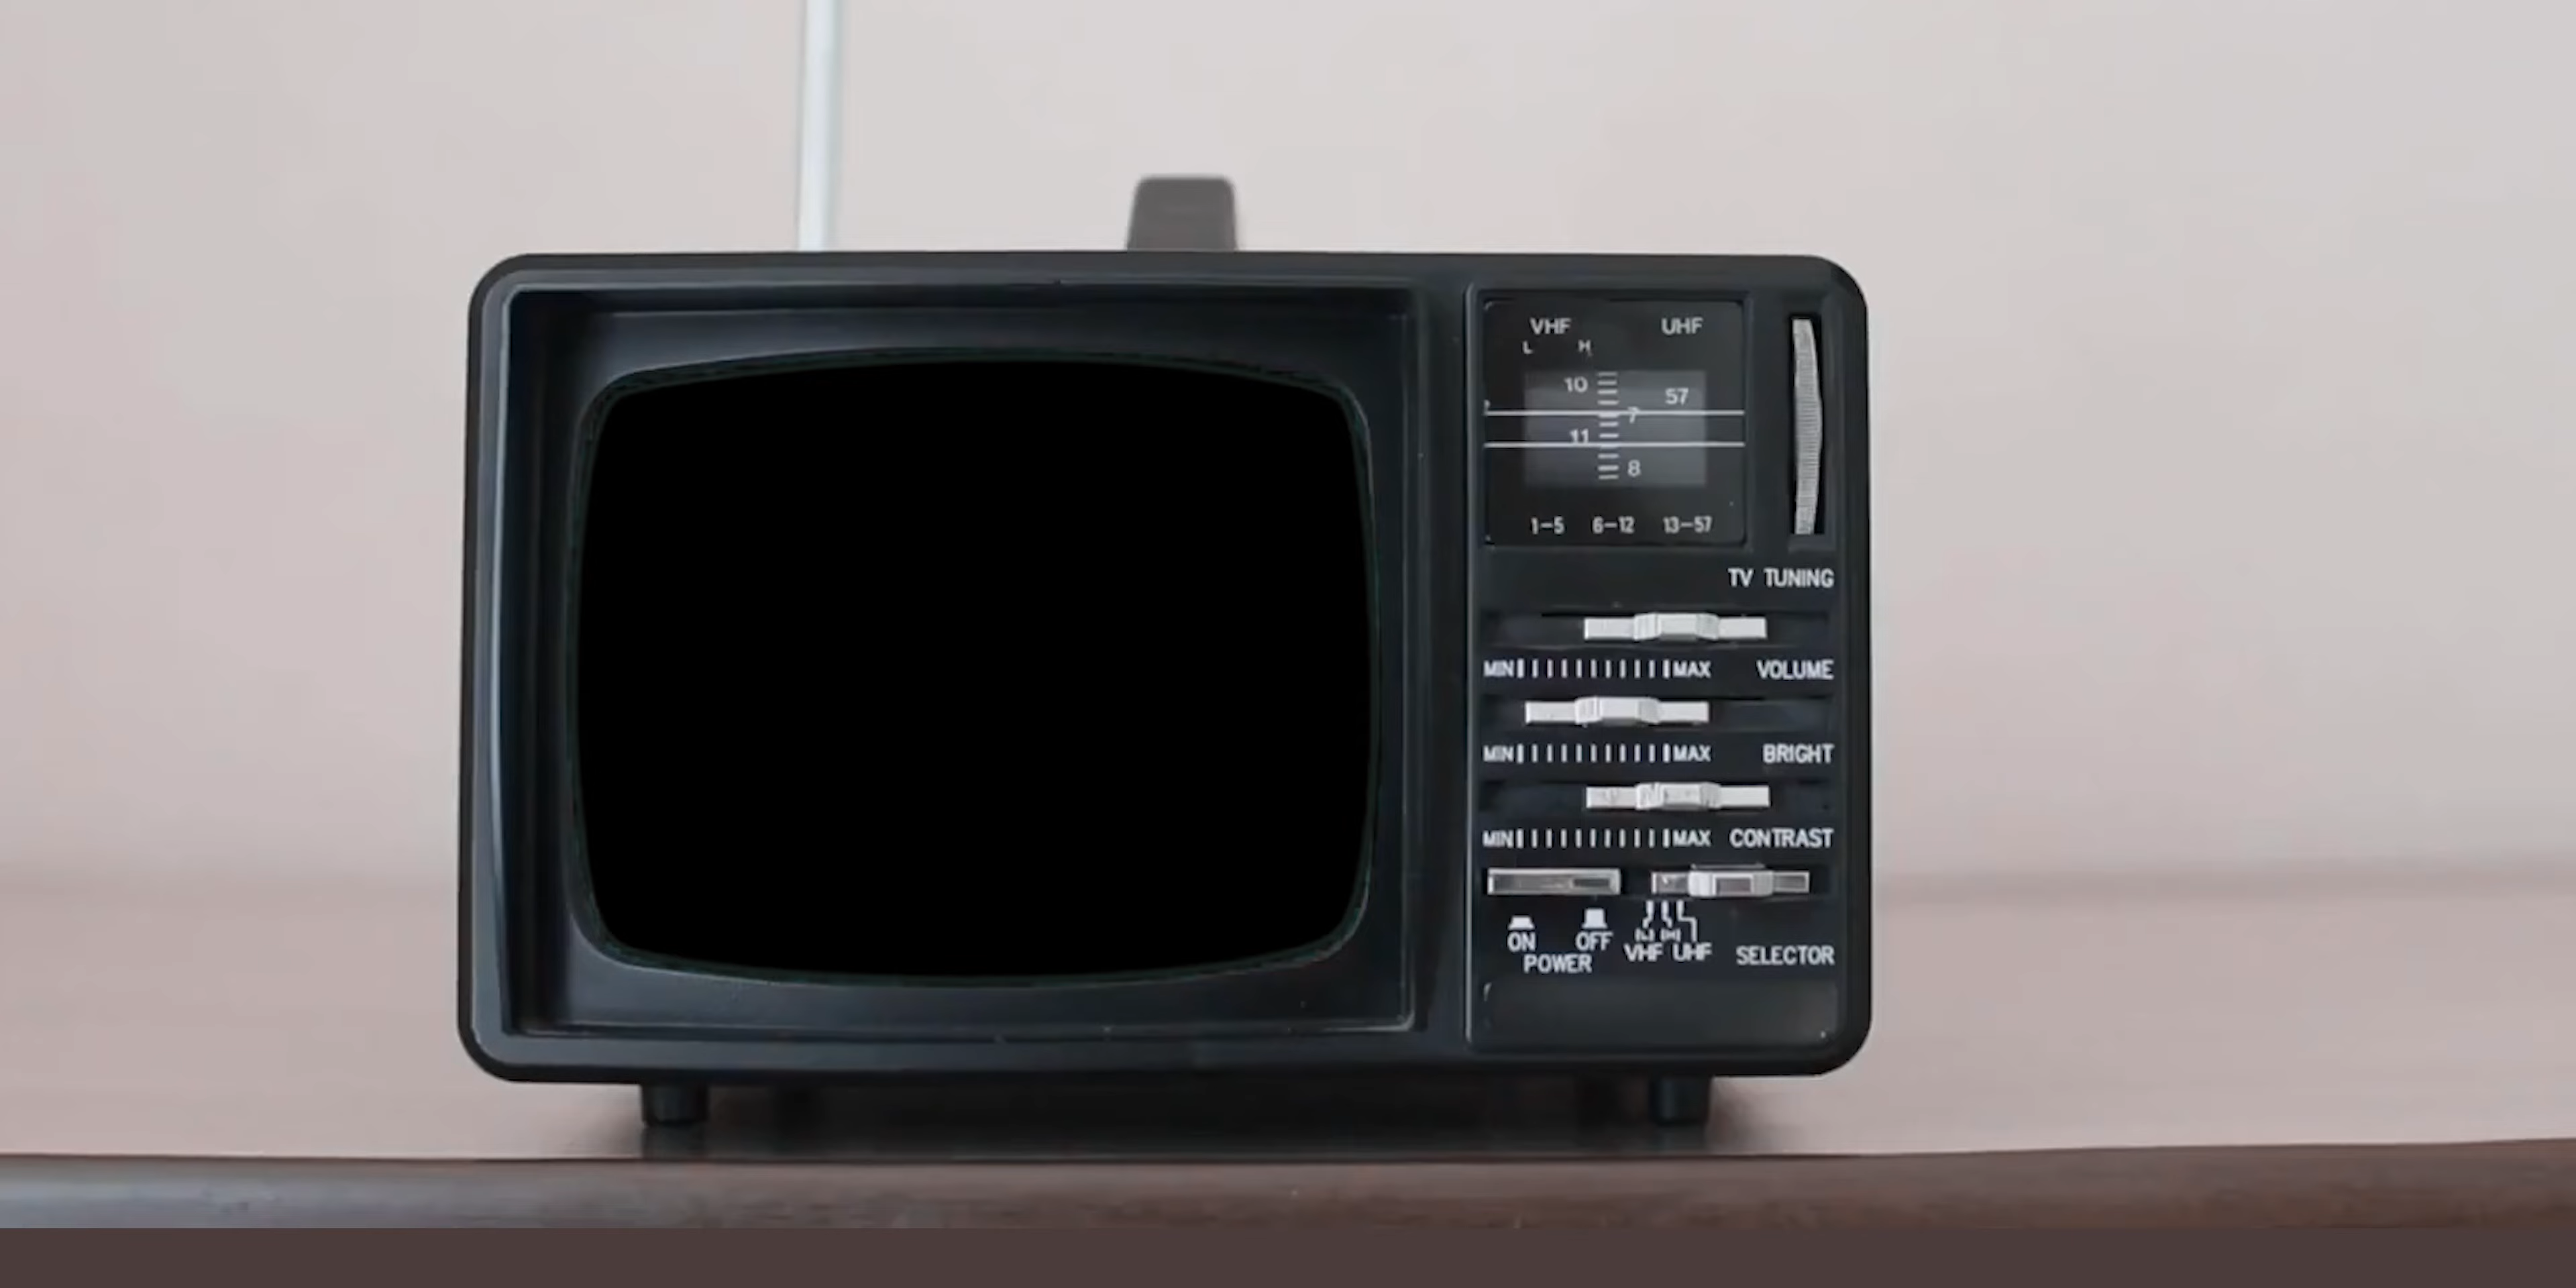 VHF UHF
L H
10
57
7
11
8
1-5 6-12 13-57
TV TUNING
MIN MAX VOLUME
MIN MAX BRIGHT
MIN MAX CONTRAST
ON OFF
POWER
VHF UHF SELECTOR